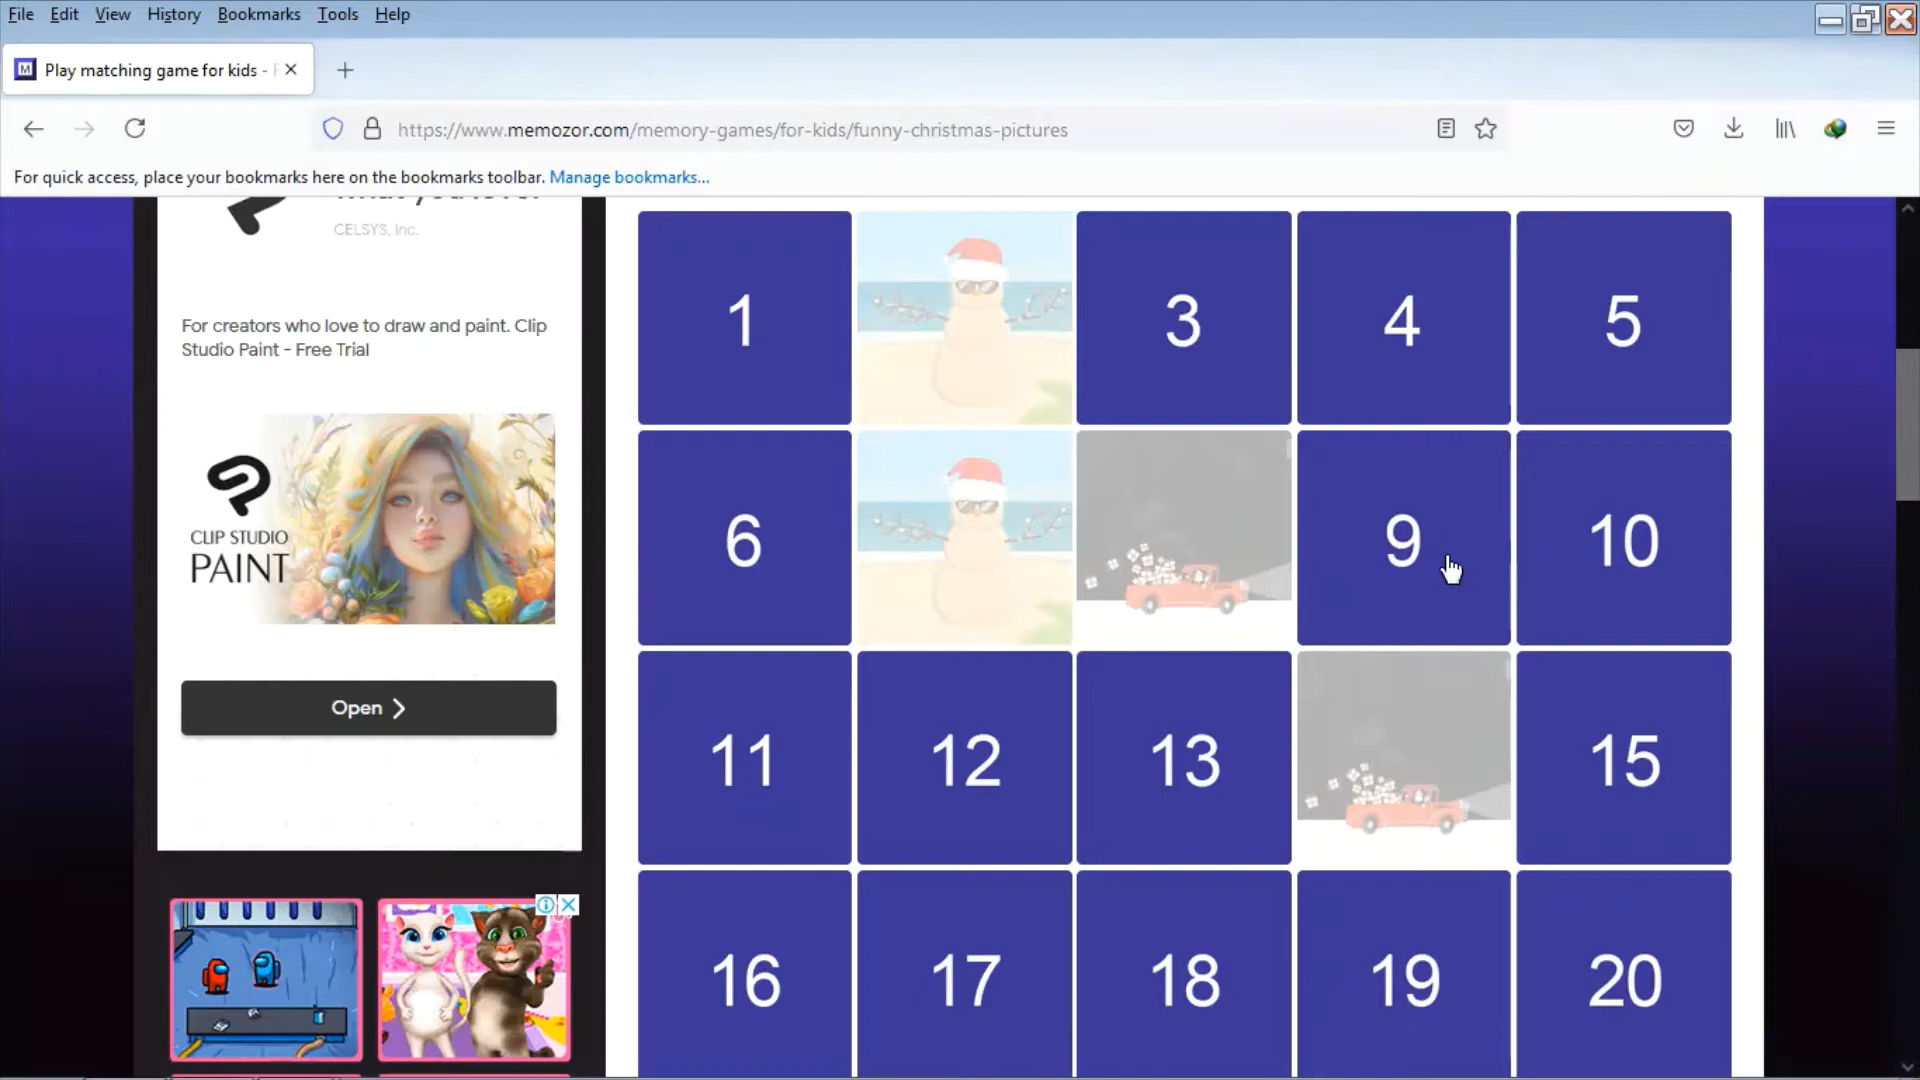 File Edit View History Bookmarks Tools Help
Play matching game for kids -
https://www.memozor.com/memory-games/for-kids/funny-christmas-pictures
For quick access, place your bookmarks here on the bookmarks toolbar. Manage bookmarks...
CELSYS, Inc.
For creators who love to draw and paint. Clip
Studio Paint - Free Trial
CLIP STUDIO
PAINT
Open
1 3 4 5
6 9 10
11 12 13 15
16 17 18 19 20